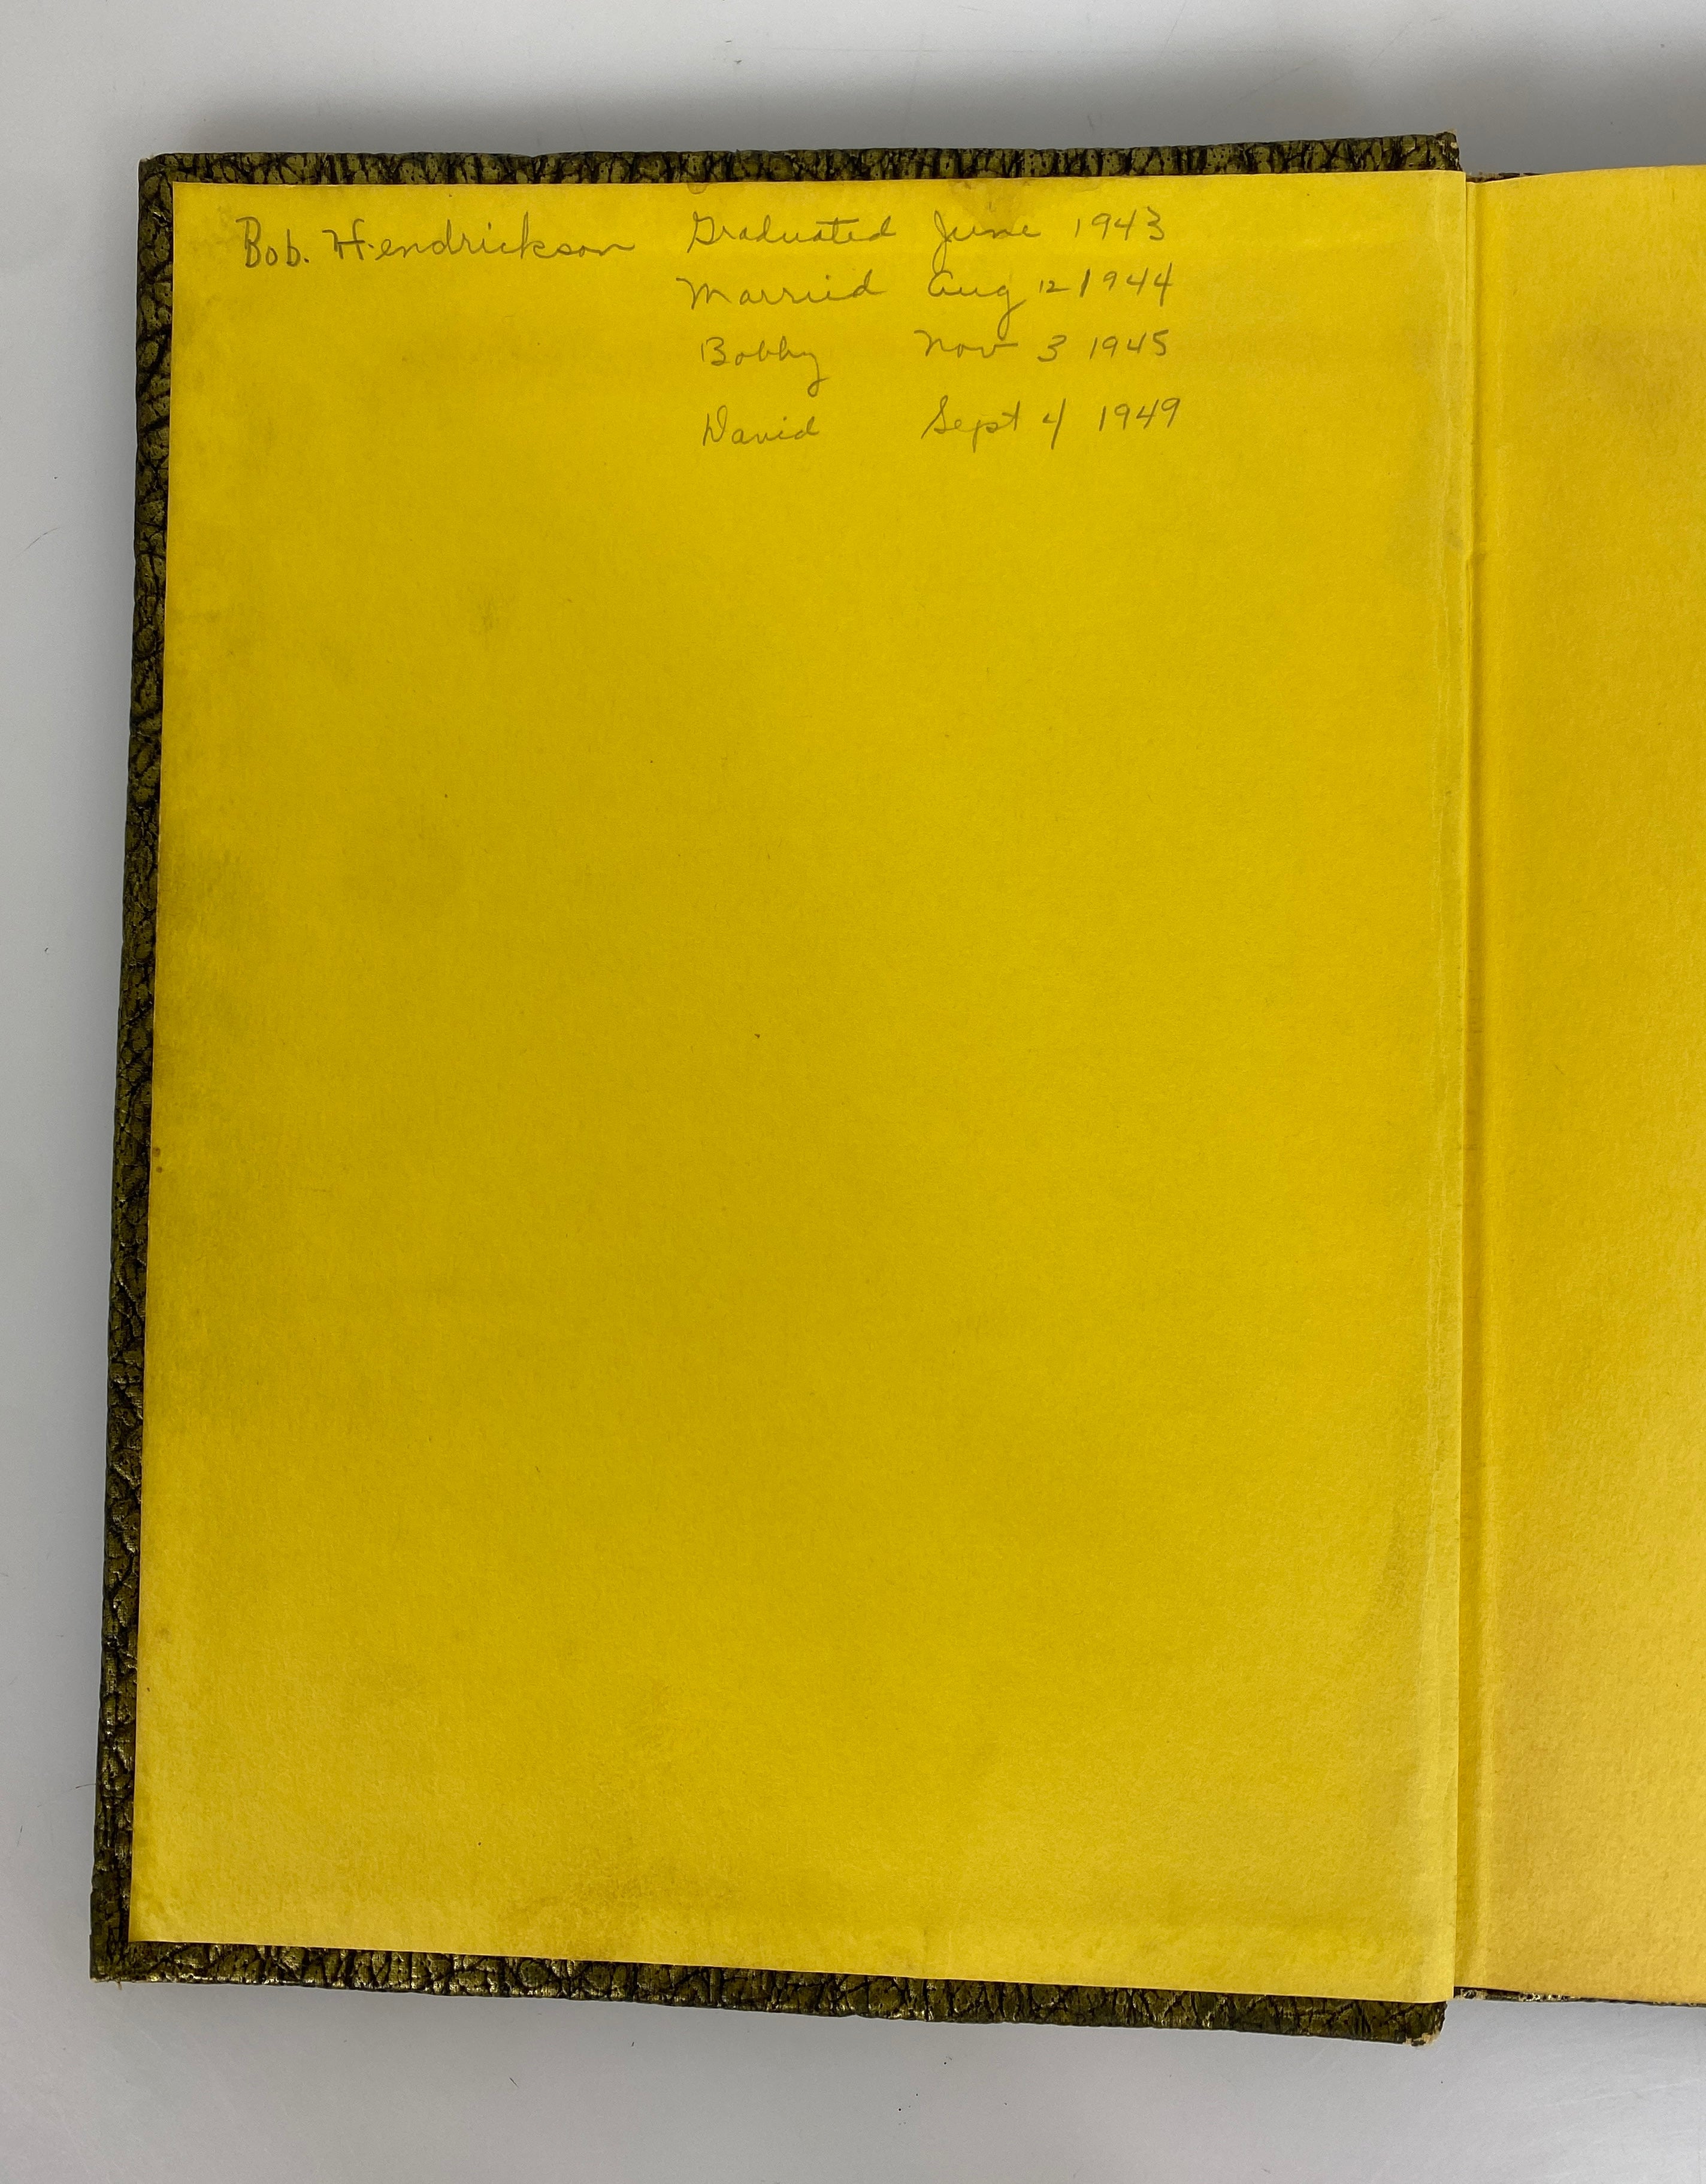 Bob. Hendrickson Graduated June 1943
Married Aug 12 1944
Bobby Nov 3 1945
David Sept 4 1949